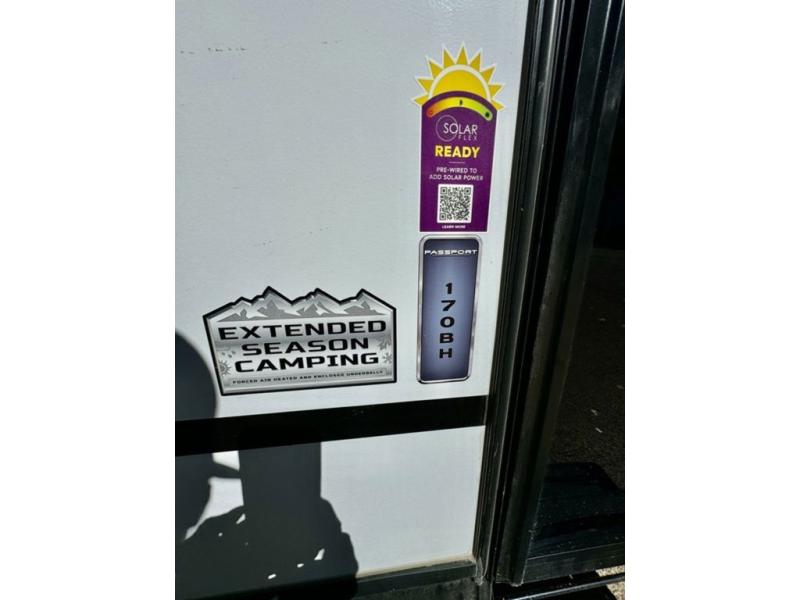 SOLAR
FLEX
READY
PRE-WIRED TO
ADD SOLAR POWER
LEARN MORE
PASSPORT
170BH
EXTENDED
SEASON
CAMPING
FORCED AIR HEATED AND ENCLOSED UNDERBELLY